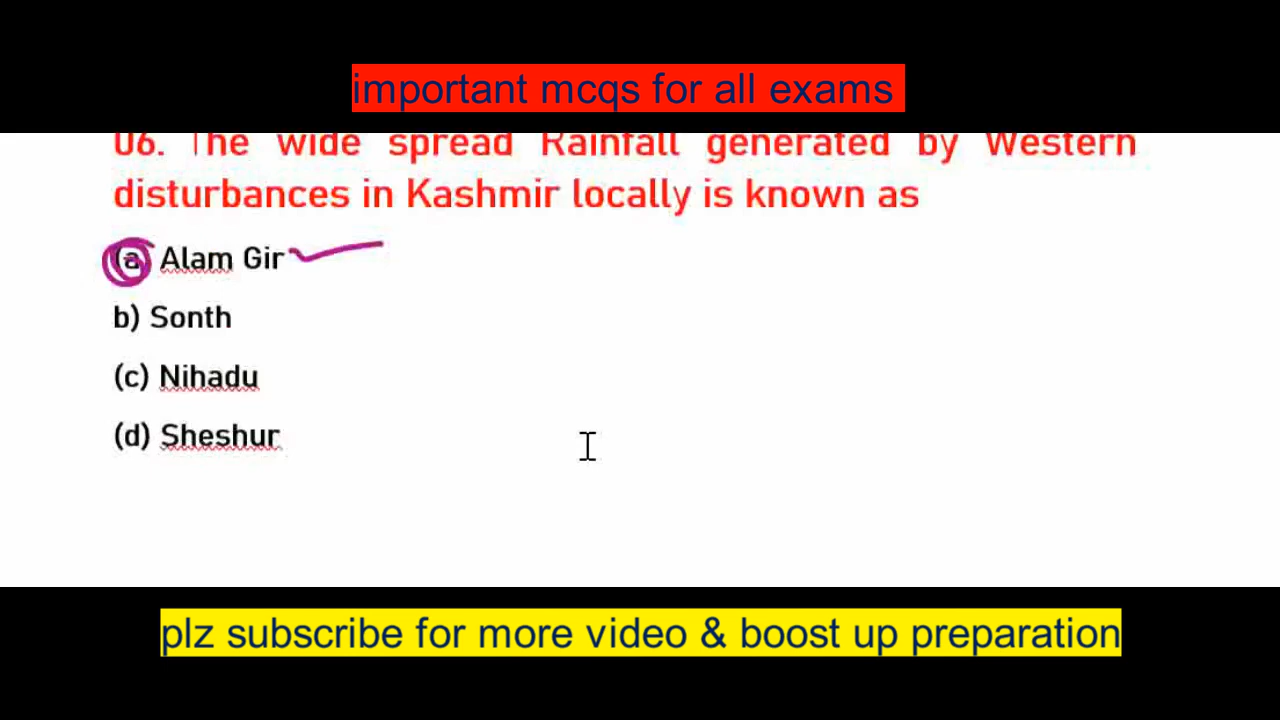 important mcqs for all exams
06. The wide spread Rainfall generated by Western
disturbances in Kashmir locally is known as
(a) Alam Gir
b) Sonth
(c) Nihadu
(d) Sheshur
plz subscribe for more video & boost up preparation